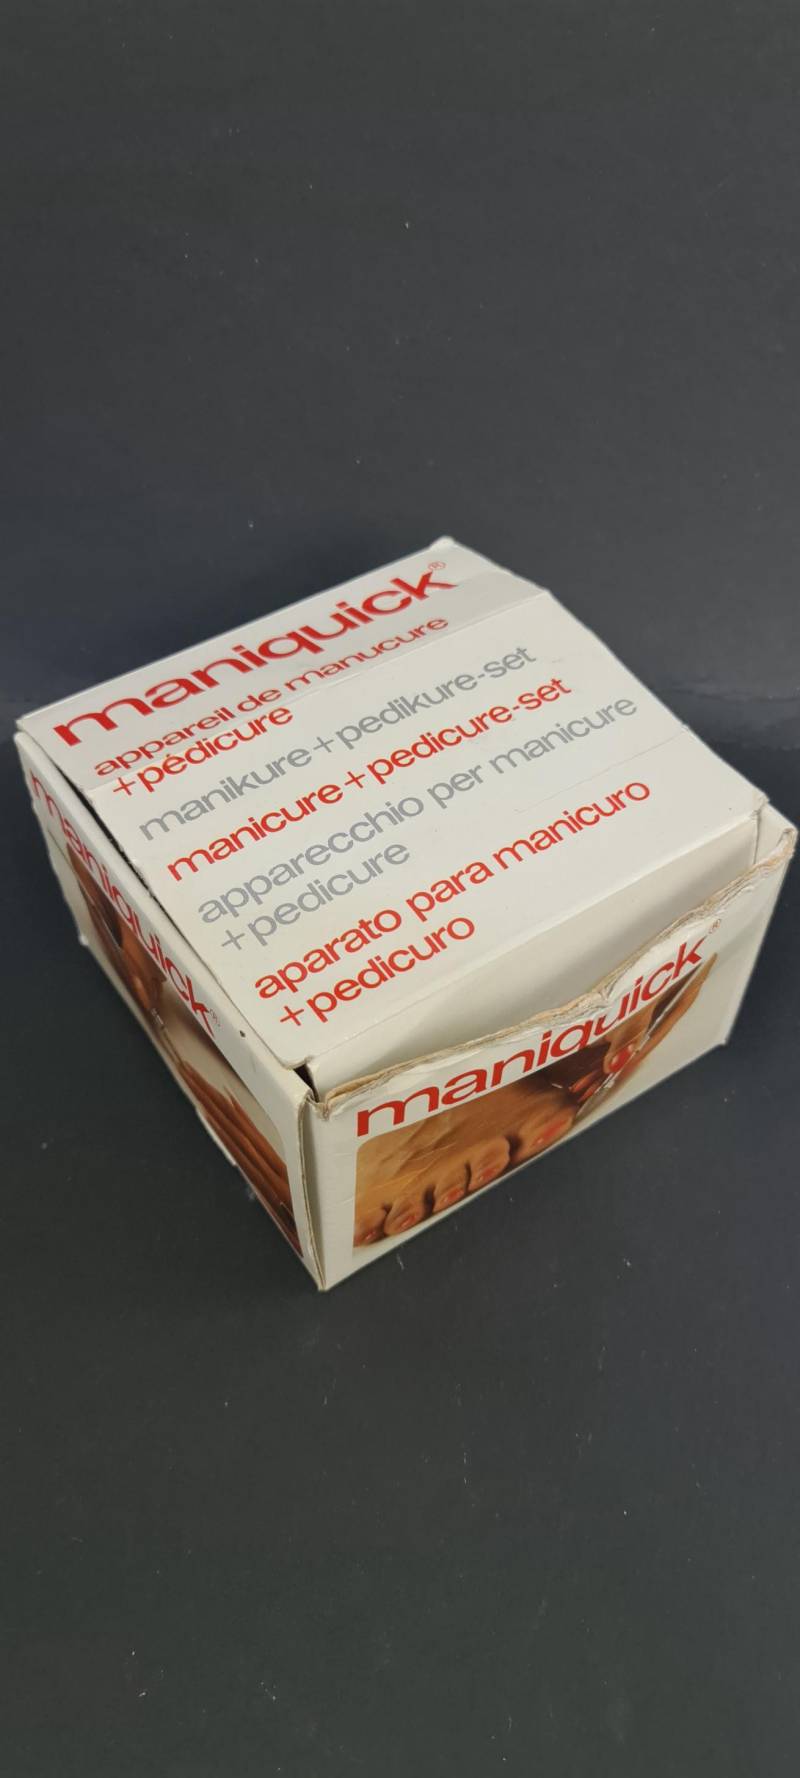 maniquick®
appareil de manucure
+pédicure
manikure+pedikure-set
manicure+pedicure-set
apparecchio per manicure
+pedicure
aparato para manicuro
+pedicuro
maniquick®
maniquick®